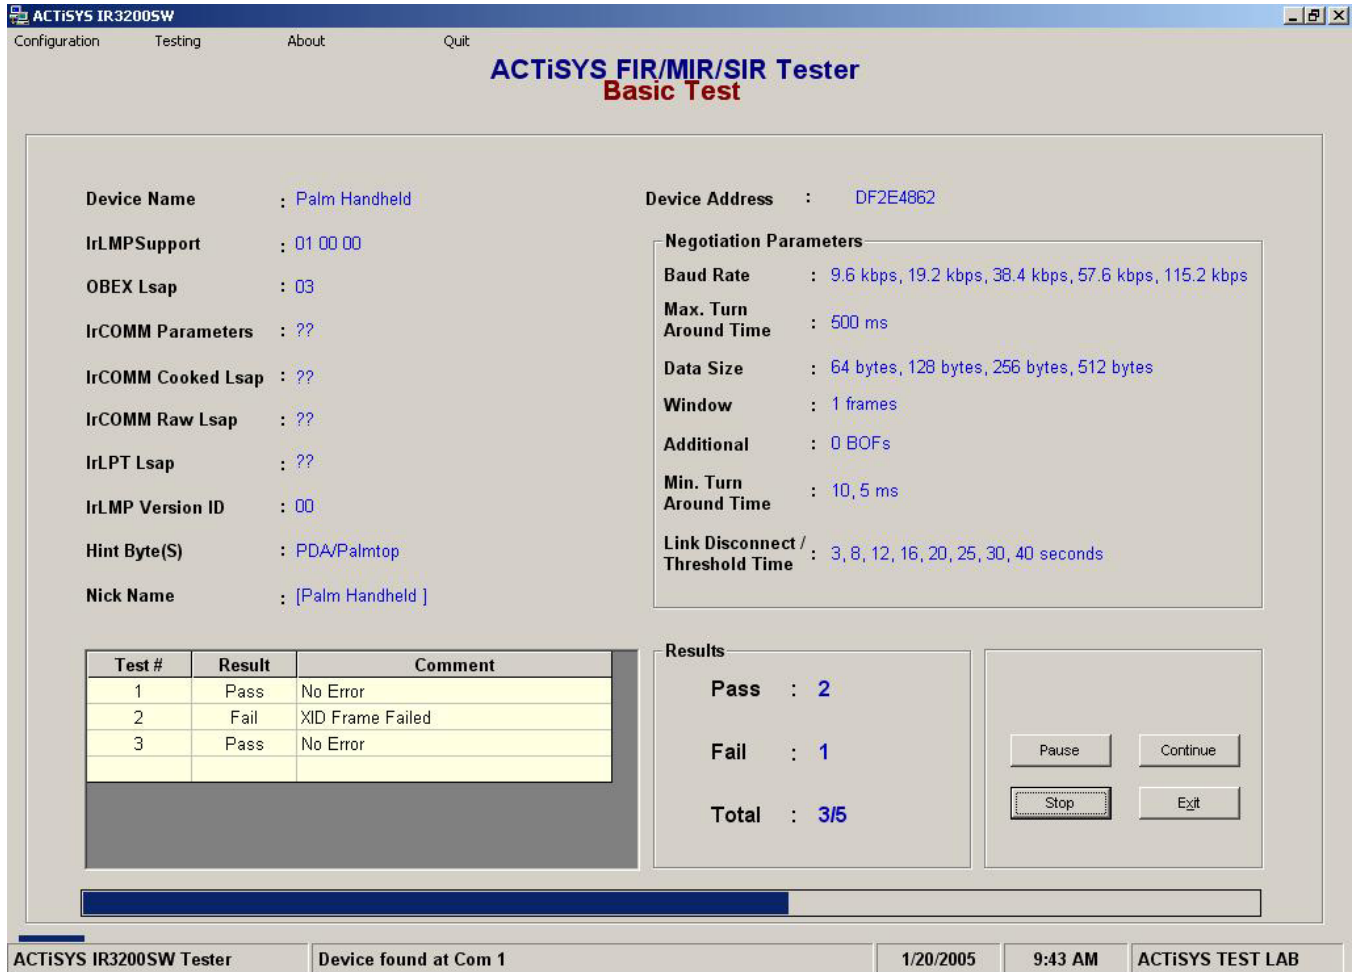 ACTiSYS IR3200SW
Configuration Testing About Quit
ACTiSYS FIR/MIR/SIR Tester
Basic Test
Device Name : Palm Handheld
IrLMPSupport : 01 00 00
OBEX Lsap : 03
IrCOMM Parameters : ??
IrCOMM Cooked Lsap : ??
IrCOMM Raw Lsap : ??
IrLPT Lsap : ??
IrLMP Version ID : 00
Hint Byte(S) : PDA/Palmtop
Nick Name : [Palm Handheld ]
Device Address : DF2E4862
Negotiation Parameters
Baud Rate : 9.6 kbps, 19.2 kbps, 38.4 kbps, 57.6 kbps, 115.2 kbps
Max. Turn
Around Time : 500 ms
Data Size : 64 bytes, 128 bytes, 256 bytes, 512 bytes
Window : 1 frames
Additional : 0 BOFs
Min. Turn
Around Time : 10, 5 ms
Link Disconnect /
Threshold Time : 3, 8, 12, 16, 20, 25, 30, 40 seconds
Test # Result Comment
1 Pass No Error
2 Fail XID Frame Failed
3 Pass No Error
Results
Pass : 2
Fail : 1
Total : 3/5
Pause Continue
Stop Exit
ACTiSYS IR3200SW Tester Device found at Com 1 1/20/2005 9:43 AM ACTiSYS TEST LAB